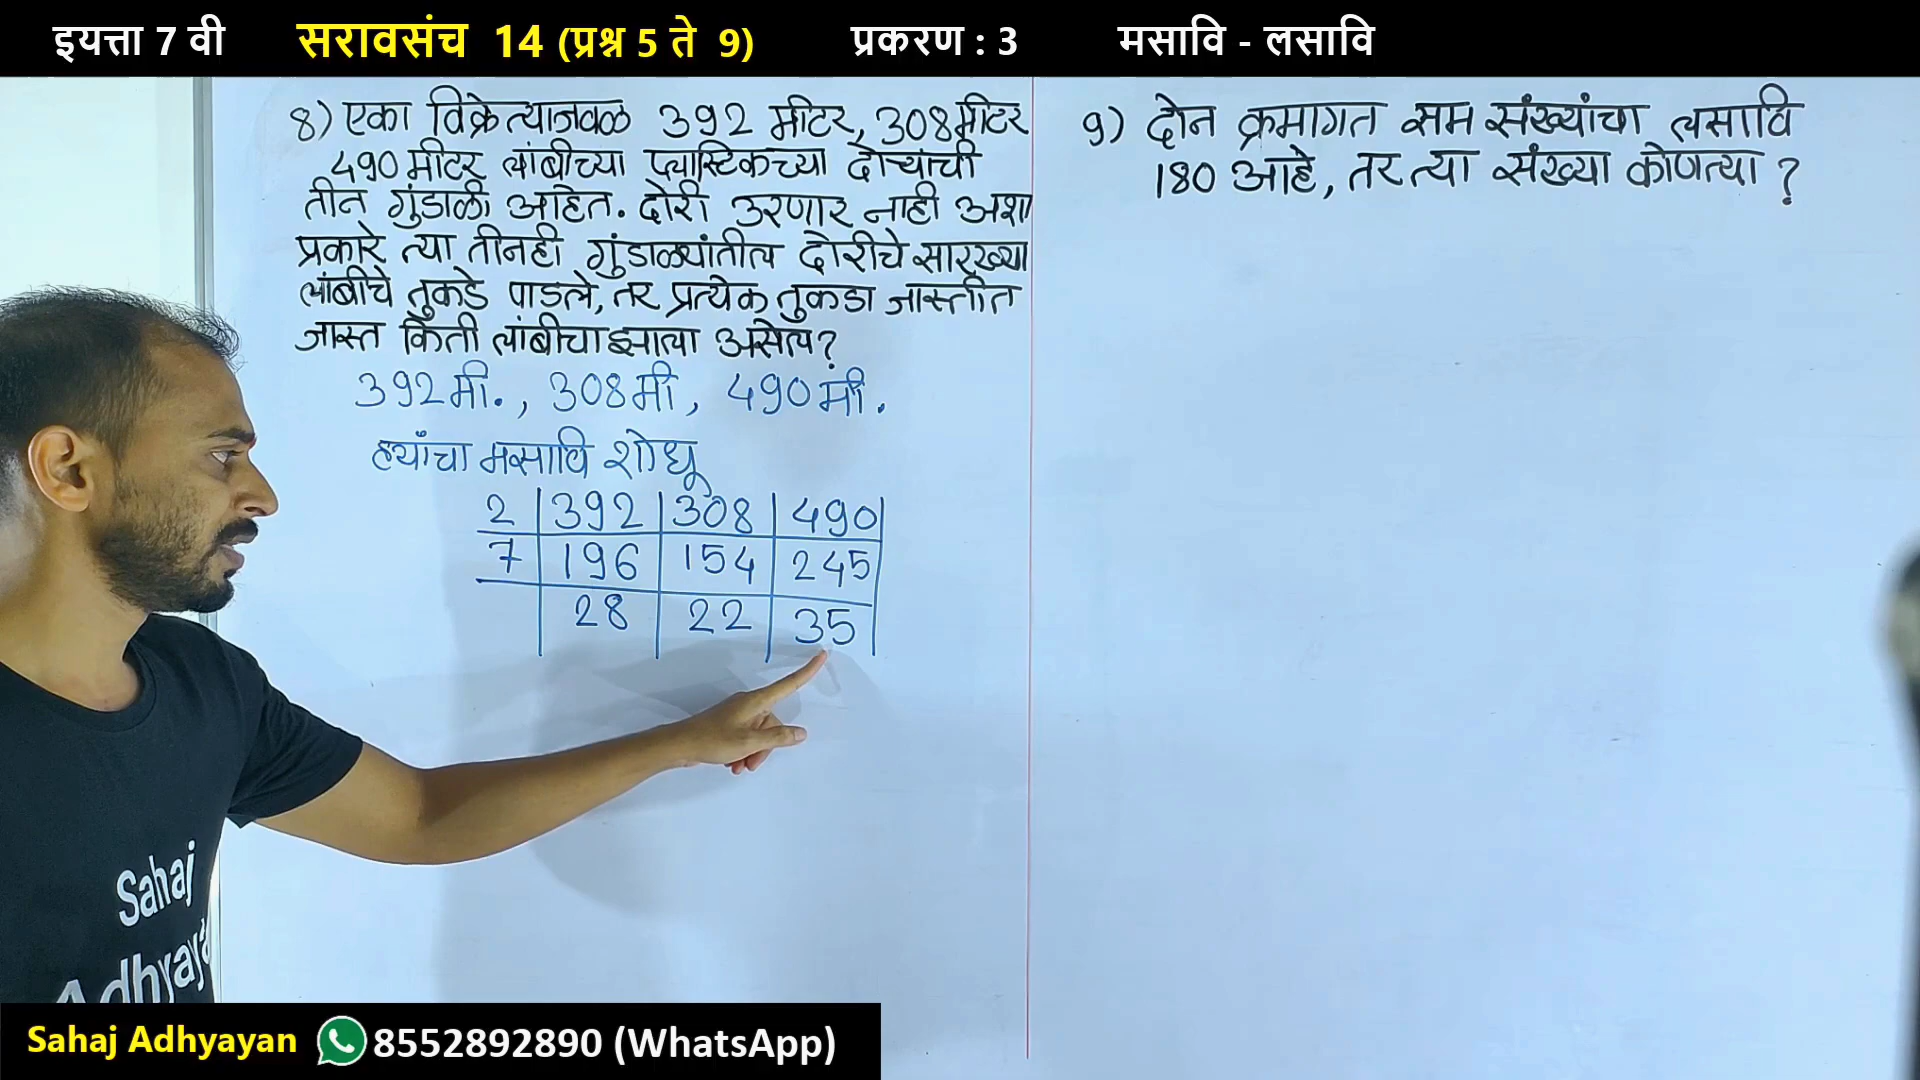 इयत्ता 7 वी सरावसंच 14 (प्रश्न 5 ते 9) प्रकरण : 3 मसावि - लसावि
8) एका विक्रेत्याजवळ 392 मीटर, 308 मीटर
490 मीटर लांबीच्या प्लास्टिकच्या दोऱ्यांची
तीन गुंडाळी आहेत. दोरी उरणार नाही अशा
प्रकारे त्या तीनही गुंडाळ्यांतील दोरीचे सारख्या
लांबीचे तुकडे पाडले, तर प्रत्येक तुकडा जास्तीत
जास्त किती लांबीचा झाला असेल?
392 मी. , 308 मी, 490 मी.
ह्यांचा मसावि शोधू
2 392 308 490
7 196 154 245
28 22 35
9) दोन क्रमागत सम संख्यांचा लसावि
180 आहे, तर त्या संख्या कोणत्या ?
Sahaj
Adhyaya
Sahaj Adhyayan 8552892890 (WhatsApp)